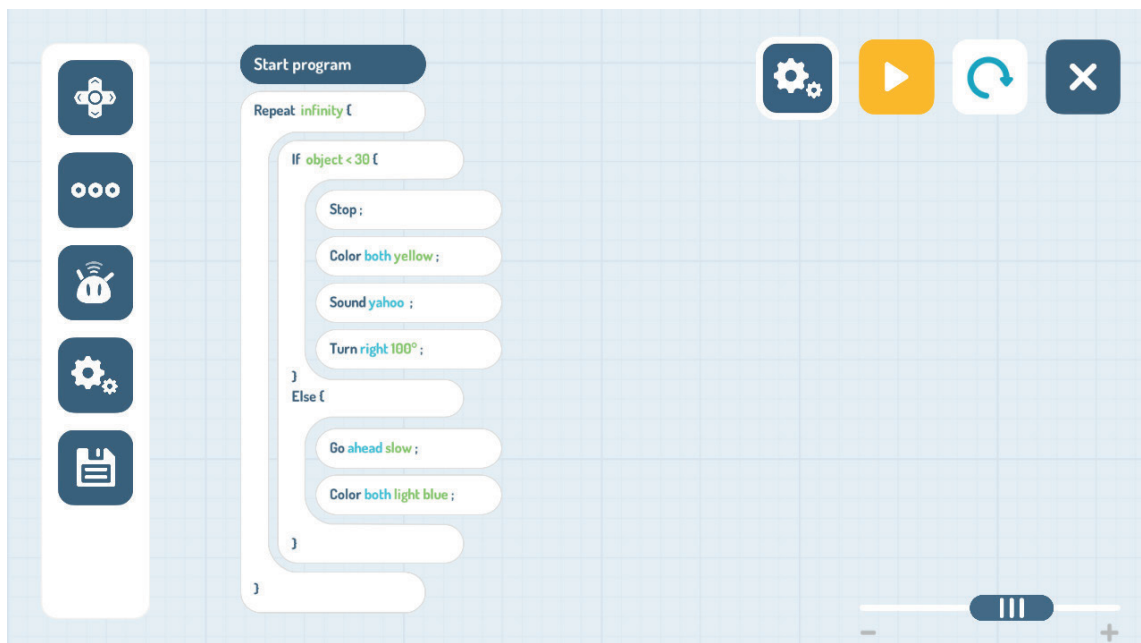 Start program
Repeat infinity {
If object < 30 {
Stop ;
Color both yellow ;
Sound yahoo ;
Turn right 100° ;
}
Else {
Go ahead slow ;
Color both light blue ;
}
}